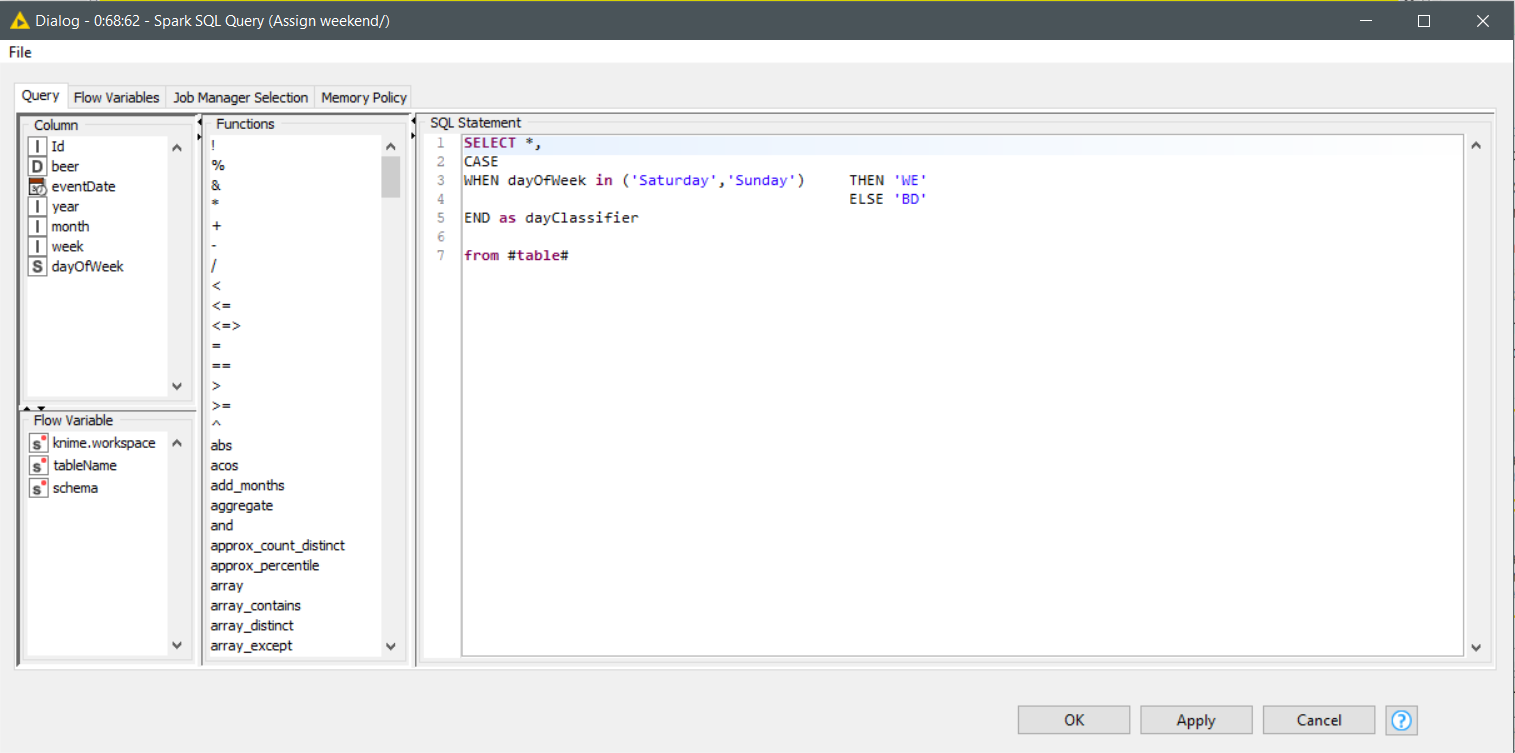 Dialog - 0:68:62 - Spark SQL Query (Assign weekend/)
File
Query Flow Variables Job Manager Selection Memory Policy
Column
I Id
D beer
eventDate
I year
I month
I week
S dayOfWeek
Flow Variable
s knime.workspace
s tableName
s schema
Functions
!
%
&
*
+
-
/
<
<=
<=>
=
==
>
>=
^
abs
acos
add_months
aggregate
and
approx_count_distinct
approx_percentile
array
array_contains
array_distinct
array_except
SQL Statement
1 SELECT *,
2 CASE
3 WHEN dayOfWeek in ('Saturday','Sunday') THEN 'WE'
4 ELSE 'BD'
5 END as dayClassifier
6
7 from #table#
OK Apply Cancel ?